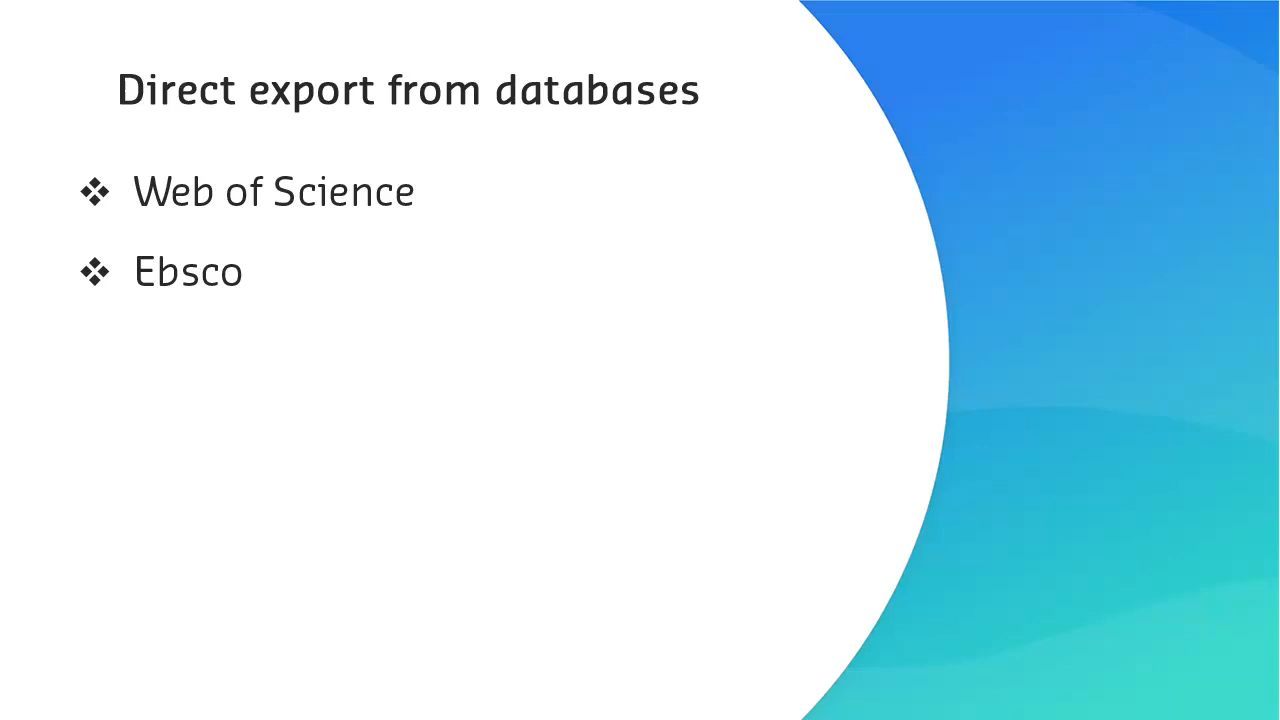 Direct export from databases
❖ Web of Science
❖ Ebsco